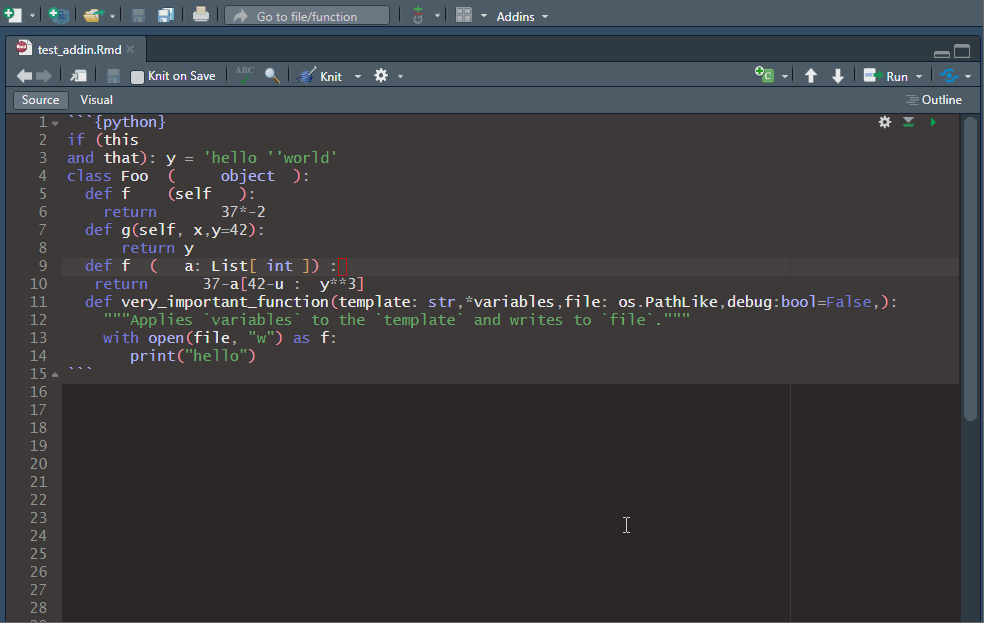 Go to file/function Addins
test_addin.Rmd
Knit on Save ABC Knit C Run
Source Visual Outline
1 ```{python}
2 if (this
3 and that): y = 'hello ''world'
4 class Foo  (     object  ):
5   def f    (self   ):
6     return       37*-2
7   def g(self, x,y=42):
8       return y
9   def f  (   a: List[ int ]) :
10    return      37-a[42-u :  y**3]
11   def very_important_function(template: str,*variables,file: os.PathLike,debug:bool=False,):
12     """Applies `variables` to the `template` and writes to `file`."""
13     with open(file, "w") as f:
14        print("hello")
15 ```
16
17
18
19
20
21
22
23
24
25
26
27
28